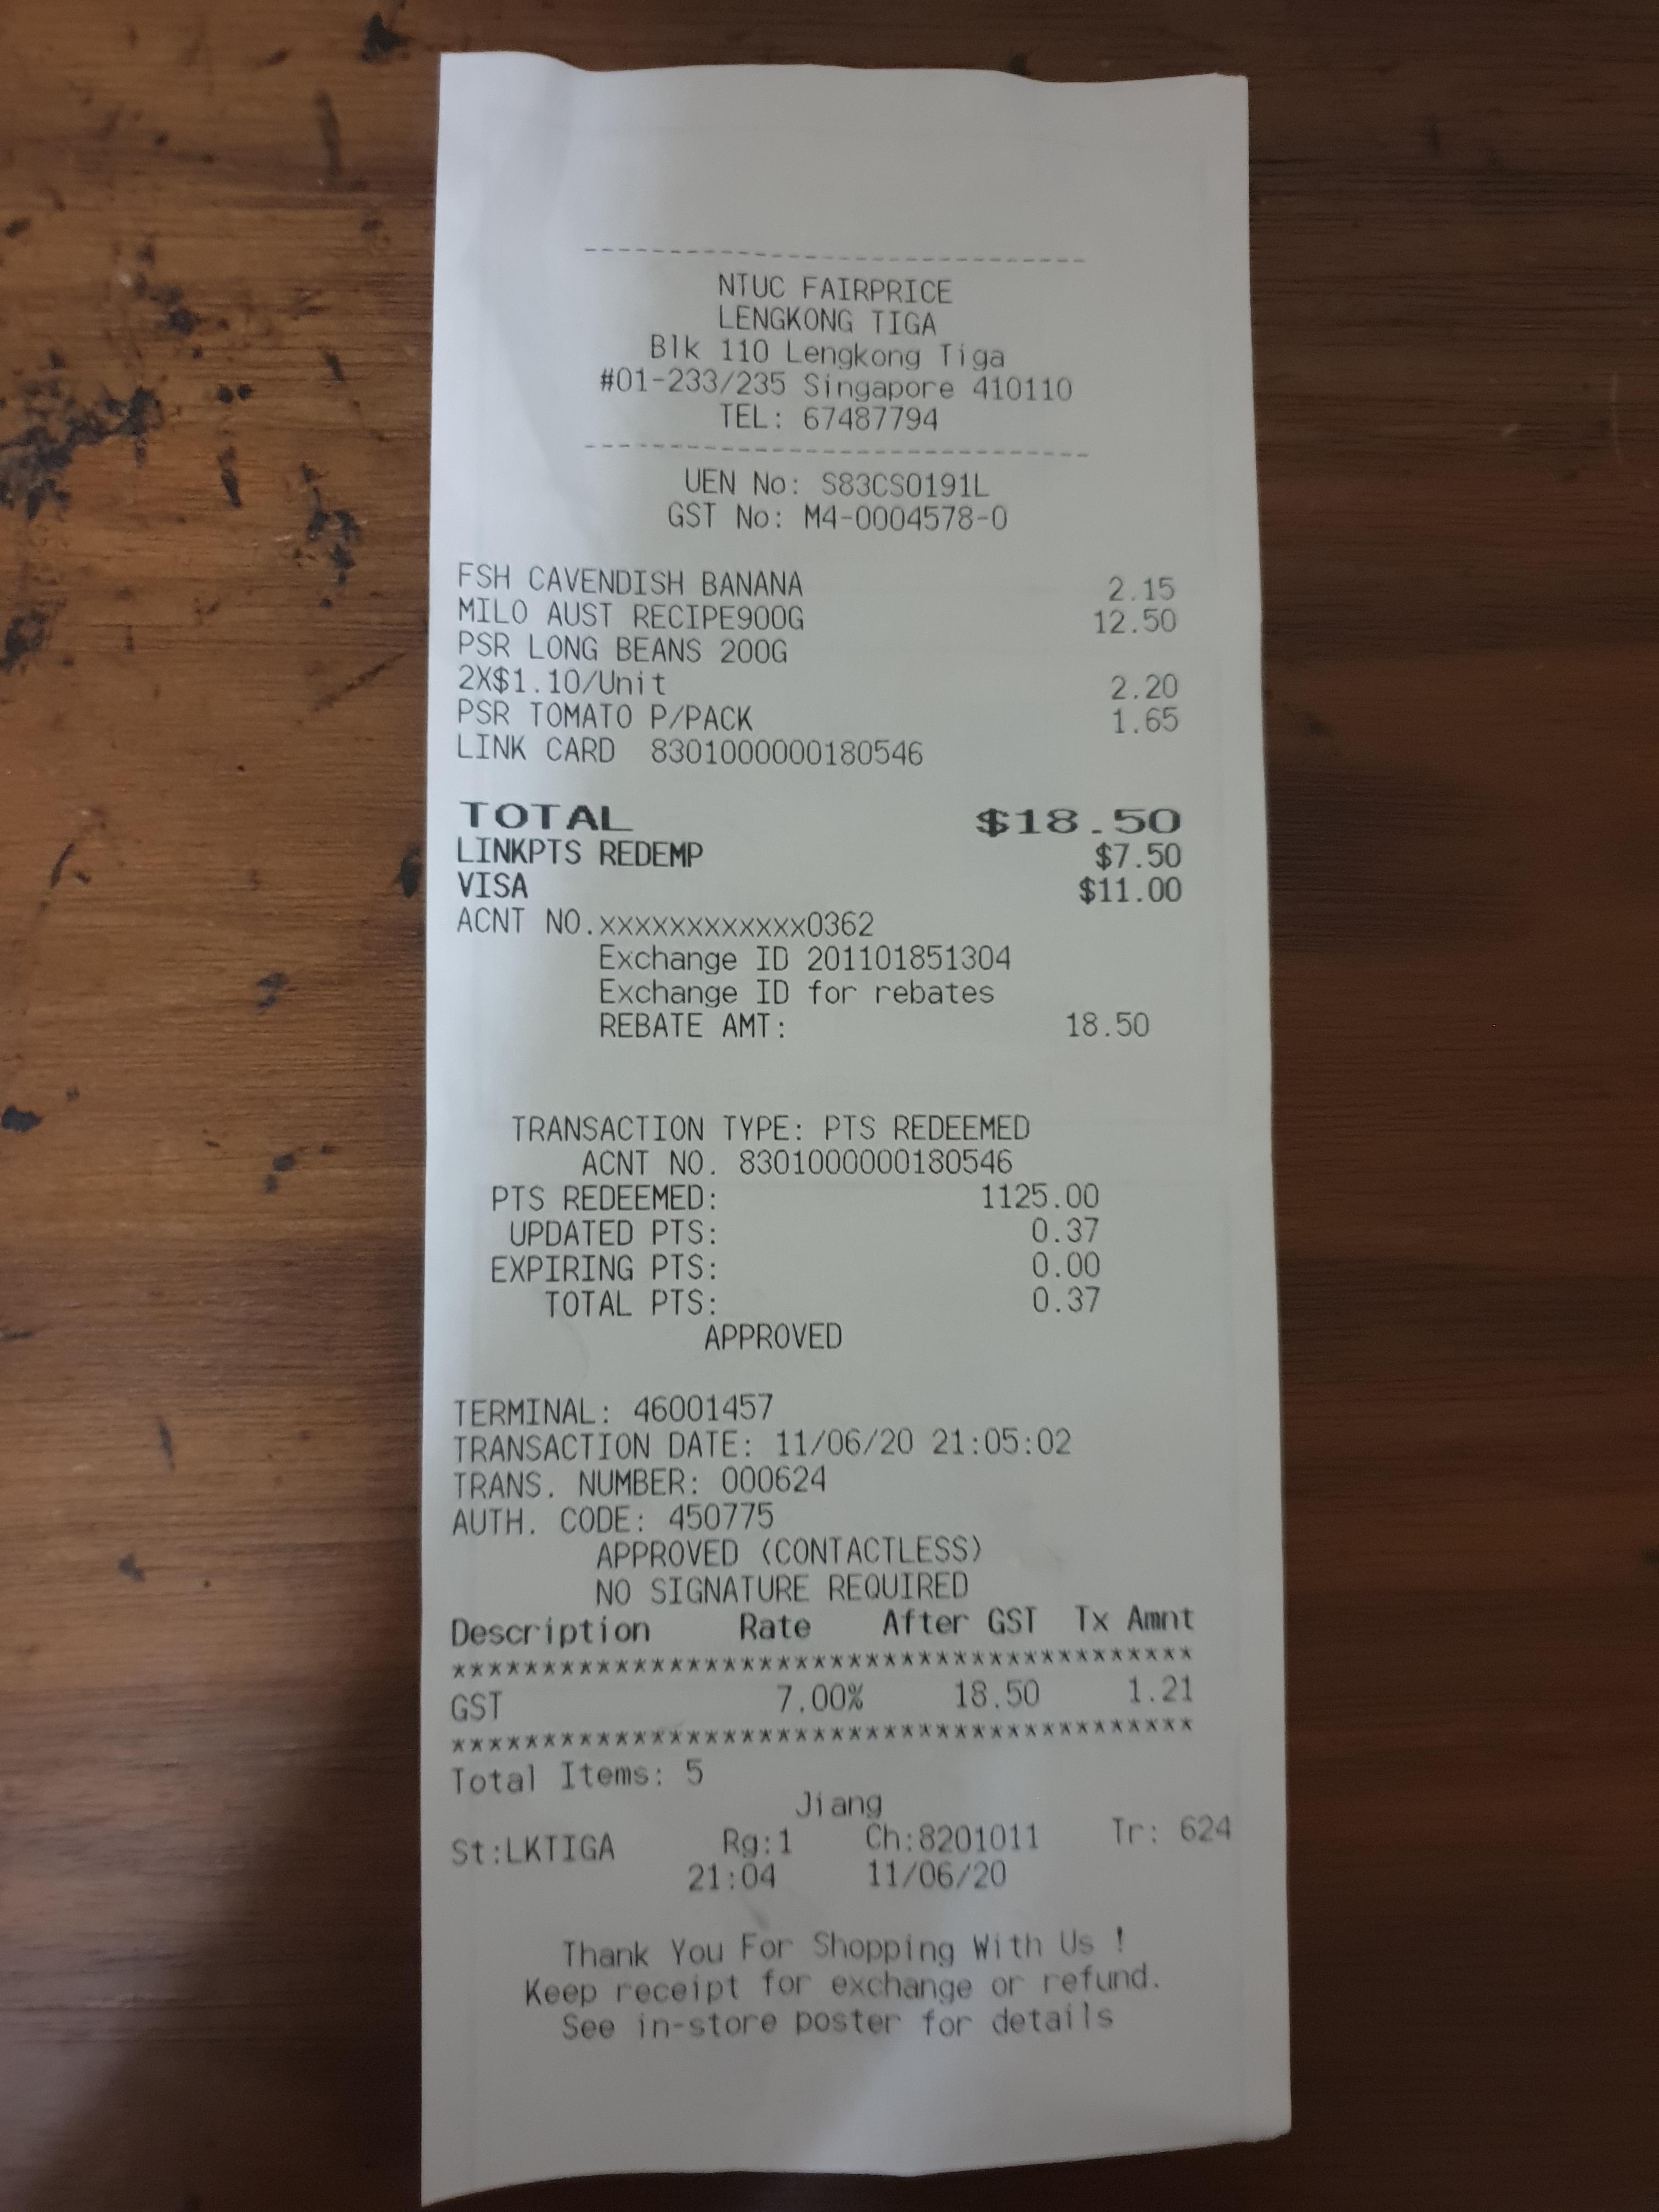 NTUC FAIRPRICE
LENGKONG TIGA
Blk 110 Lengkong Tiga
#01-233/235 Singapore 410110
TEL: 67487794
UEN No: S83CS0191L
GST No: M4-0004578-0
FSH CAVENDISH BANANA 2.15
MILO AUST RECIPE900G 12.50
PSR LONG BEANS 200G
2X$1.10/Unit 2.20
PSR TOMATO P/PACK 1.65
LINK CARD 8301000000180546
TOTAL $18.50
LINKPTS REDEMP $7.50
VISA $11.00
ACNT NO.xxxxxxxxxxxx0362
Exchange ID 201101851304
Exchange ID for rebates
REBATE AMT: 18.50
TRANSACTION TYPE: PTS REDEEMED
ACNT NO. 8301000000180546
PTS REDEEMED: 1125.00
UPDATED PTS: 0.37
EXPIRING PTS: 0.00
TOTAL PTS: 0.37
APPROVED
TERMINAL: 46001457
TRANSACTION DATE: 11/06/20 21:05:02
TRANS. NUMBER: 000624
AUTH. CODE: 450775
APPROVED (CONTACTLESS)
NO SIGNATURE REQUIRED
Description Rate After GST Tx Amnt
*****************************************
GST 7.00% 18.50 1.21
*****************************************
Total Items: 5
Jiang
St:LKTIGA Rg:1 Ch:8201011 Tr: 624
21:04 11/06/20
Thank You For Shopping With Us !
Keep receipt for exchange or refund.
See in-store poster for details